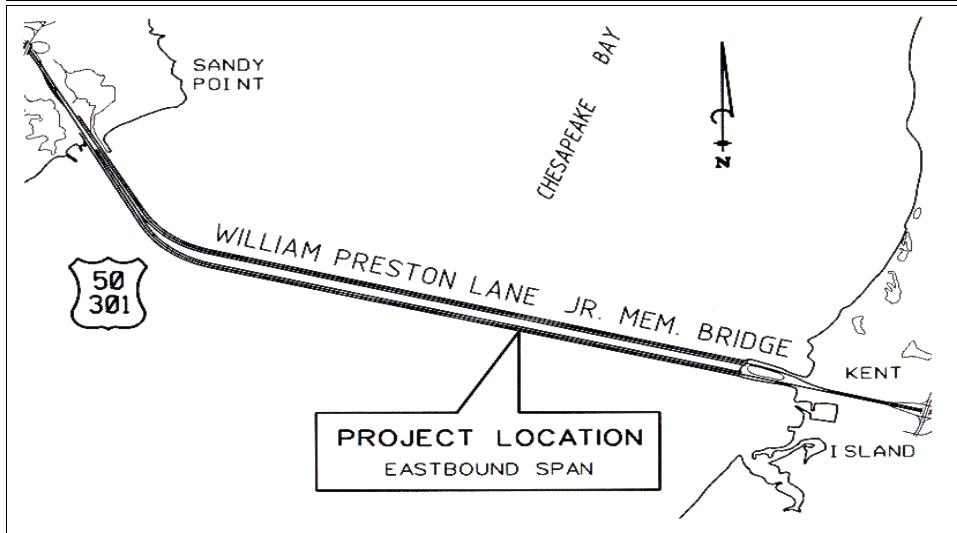 SANDY
POINT
CHESAPEAKE BAY
N
WILLIAM PRESTON LANE JR. MEM. BRIDGE
50
301
KENT
ISLAND
PROJECT LOCATION
EASTBOUND SPAN